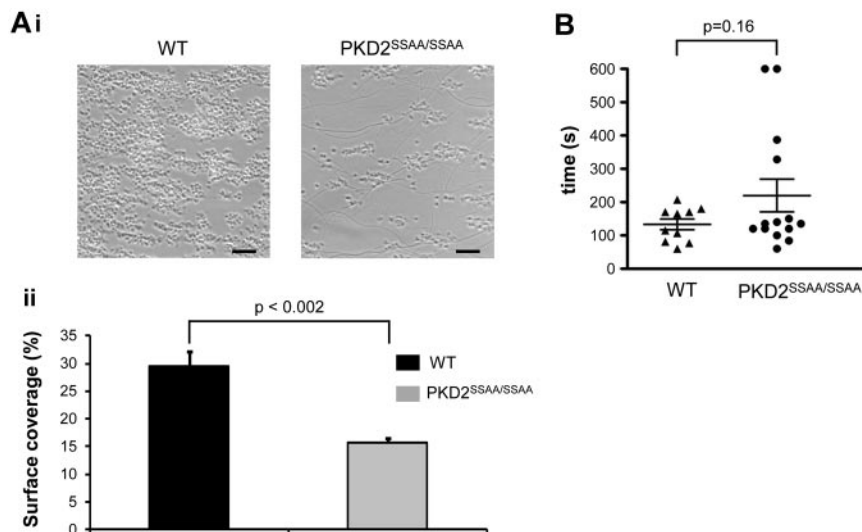 A i
WT
PKD2SSAA/SSAA
ii
p < 0.002
Surface coverage (%)
35
30
25
20
15
10
5
0
WT
PKD2SSAA/SSAA
B
p=0.16
time (s)
600
500
400
300
200
100
0
WT
PKD2SSAA/SSAA